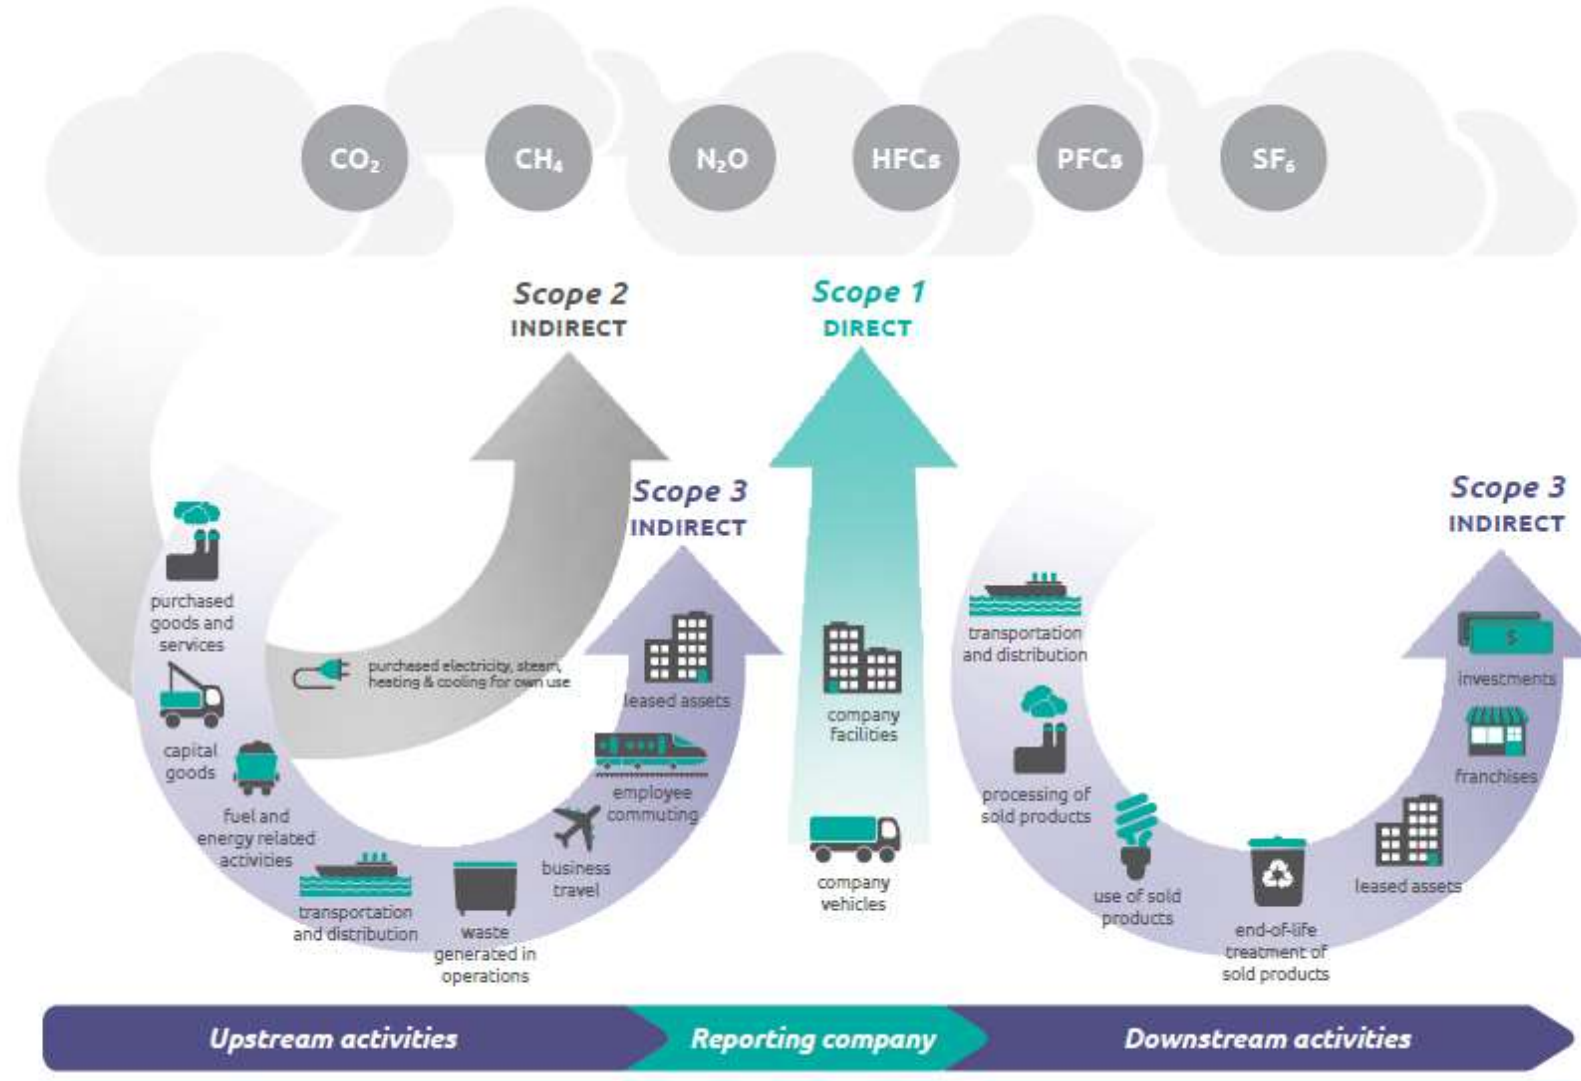 CO₂
CH₄
N₂O
HFCs
PFCs
SF₆
Scope 2
INDIRECT
Scope 1
DIRECT
Scope 3
INDIRECT
Scope 3
INDIRECT
purchased
goods and
services
capital
goods
fuel and
energy related
activities
transportation
and distribution
waste
generated in
operations
business
travel
employee
commuting
leased assets
purchased electricity, steam,
heating & cooling for own use
company
facilities
company
vehicles
transportation
and distribution
processing of
sold products
use of sold
products
end-of-life
treatment of
sold products
leased assets
franchises
$
investments
Upstream activities
Reporting company
Downstream activities